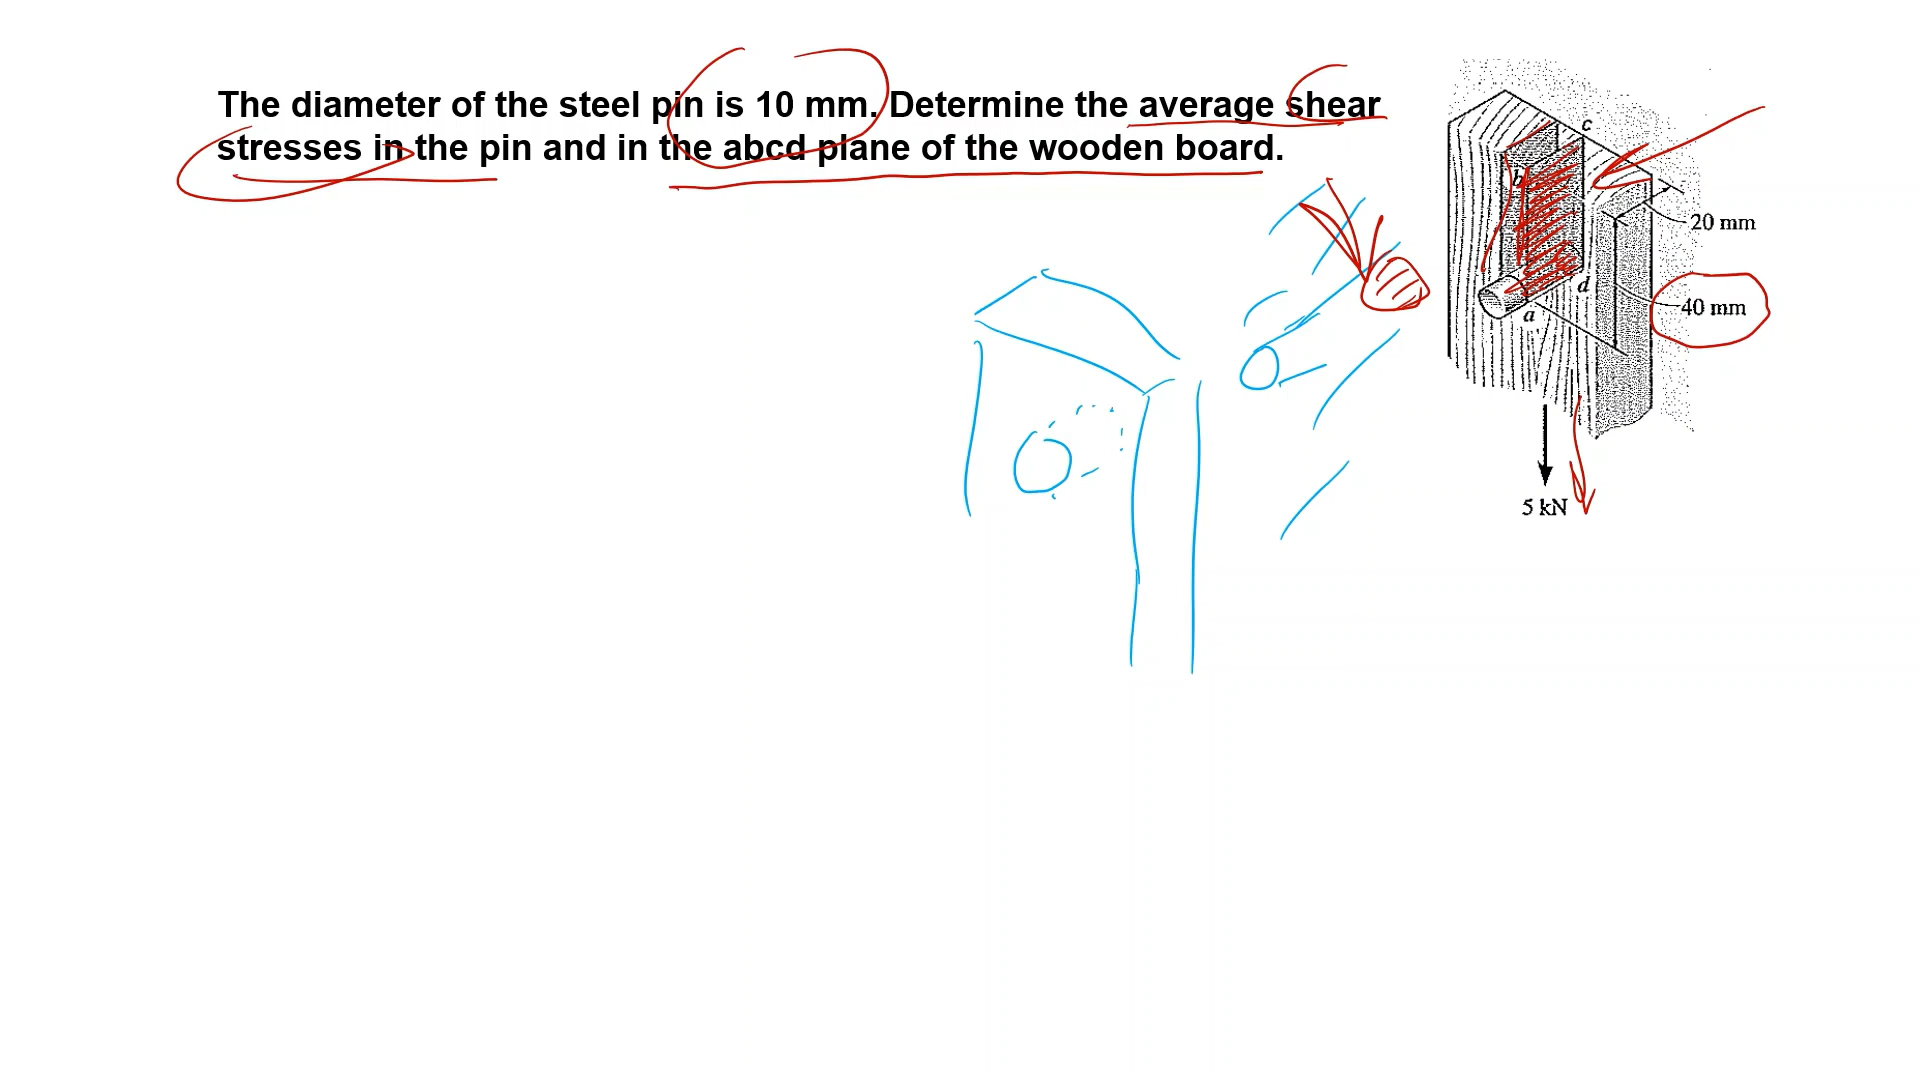 The diameter of the steel pin is 10 mm. Determine the average shear
stresses in the pin and in the abcd plane of the wooden board.
c
b
20 mm
d
40 mm
a
5 kN